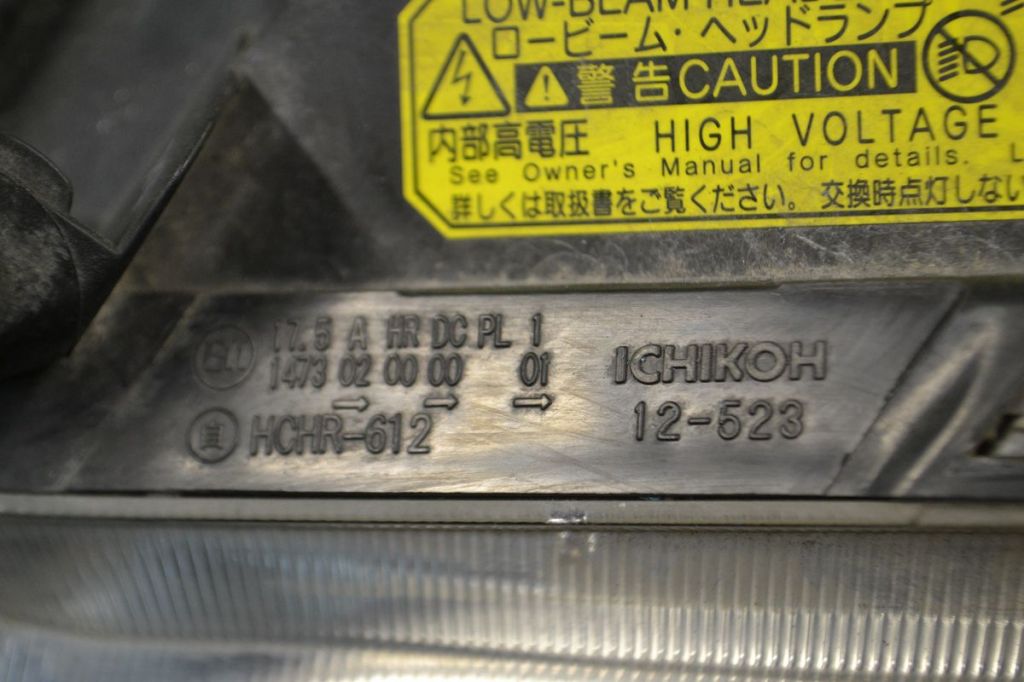 LOW-BEAM
ロービーム・ヘッドランプ
警告CAUTION
内部高電圧 HIGH VOLTAGE
See Owner's Manual for details.
詳しくは取扱書をご覧ください。 交換時点灯しない
17.5 A HR DC PL 1
1473 02 00 00 01
→ → →
HCHR-612
ICHIKOH
12-523